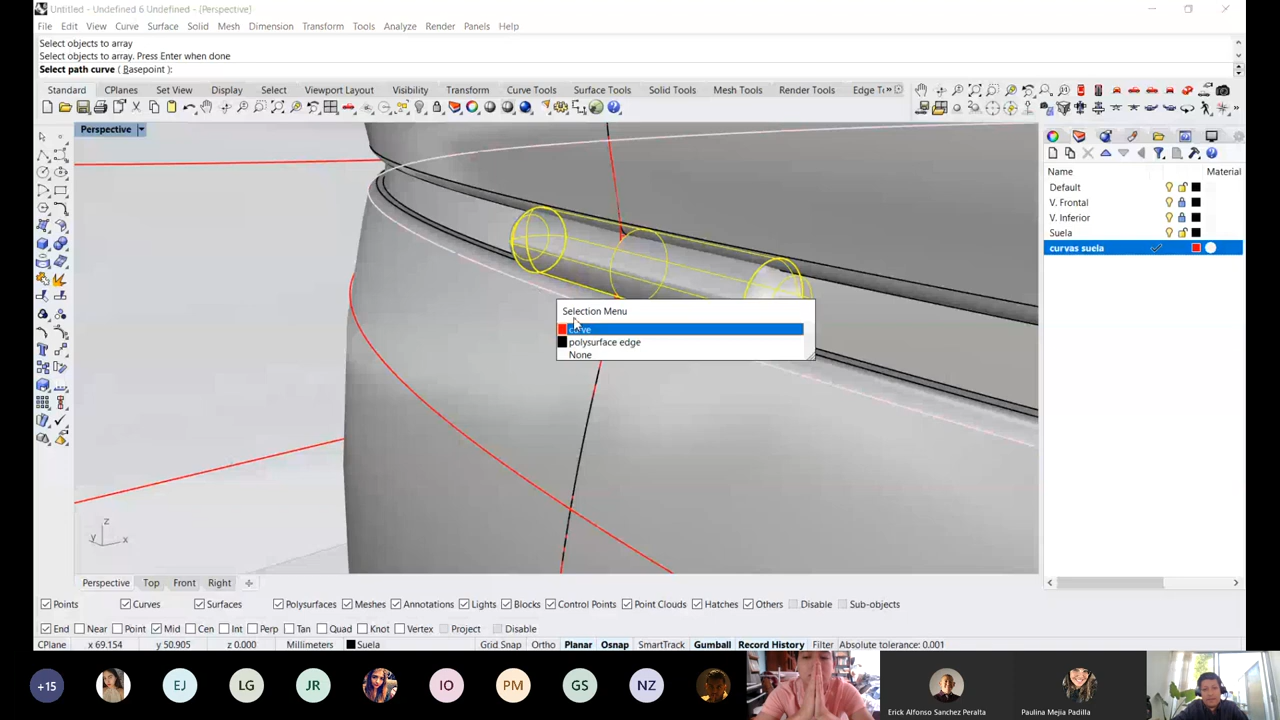 Untitled - Undefined 6 Undefined - (Perspective)
File Edit View Curve Surface Solid Mesh Dimension Transform Tools Analyze Render Panels Help
Select objects to array
Select objects to array. Press Enter when done
Select path curve ( Basepoint ):
Standard CPlanes Set View Display Select Viewport Layout Visibility Transform Curve Tools Surface Tools Solid Tools Mesh Tools Render Tools Edge
Perspective
Name Material
Default
V. Frontal
V. Inferior
Suela
curvas suela
Selection Menu
curve
polysurface edge
None
z
y x
Perspective Top Front Right
Points Curves Surfaces Polysurfaces Meshes Annotations Lights Blocks Control Points Point Clouds Hatches Others Disable Sub-objects
End Near Point Mid Cen Int Perp Tan Quad Knot Vertex Project Disable
CPlane x 69.154 y 50.905 z 0.000 Millimeters Suela Grid Snap Ortho Planar Osnap SmartTrack Gumball Record History Filter Absolute tolerance: 0.001
+15 EJ LG JR IO PM GS NZ
Erick Alfonso Sanchez Peralta Paulina Mejia Padilla